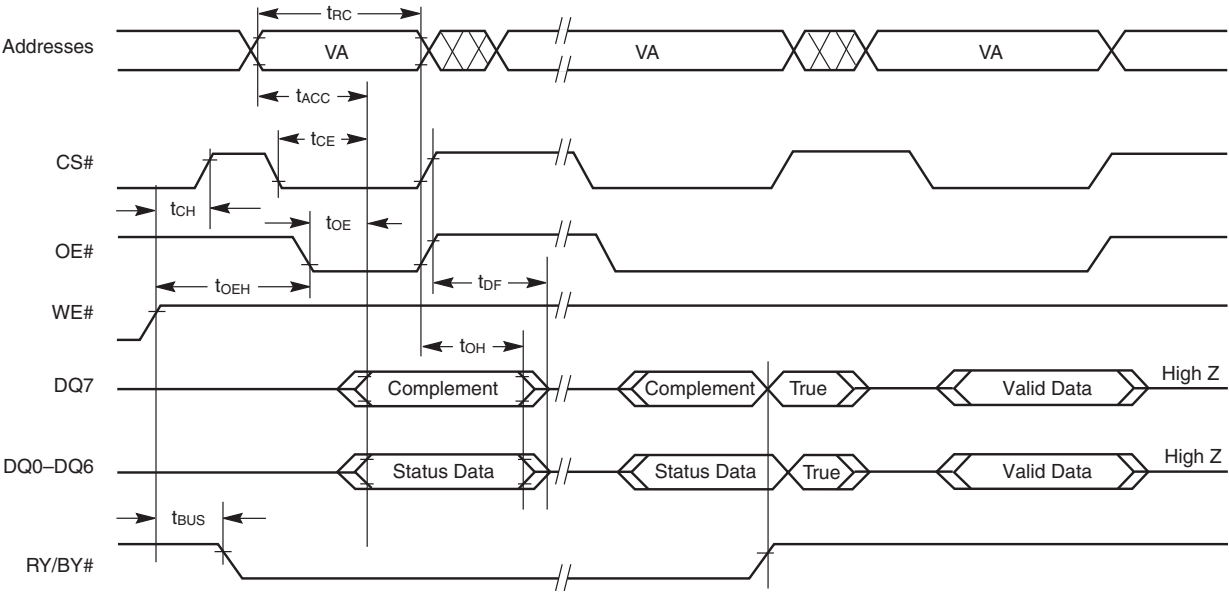 tRC
Addresses VA VA VA
tACC
tCE
CS#
tCH tOE
OE#
tOEH tDF
WE#
tOH
DQ7 Complement Complement True Valid Data High Z
DQ0–DQ6 Status Data Status Data True Valid Data High Z
tBUS
RY/BY#